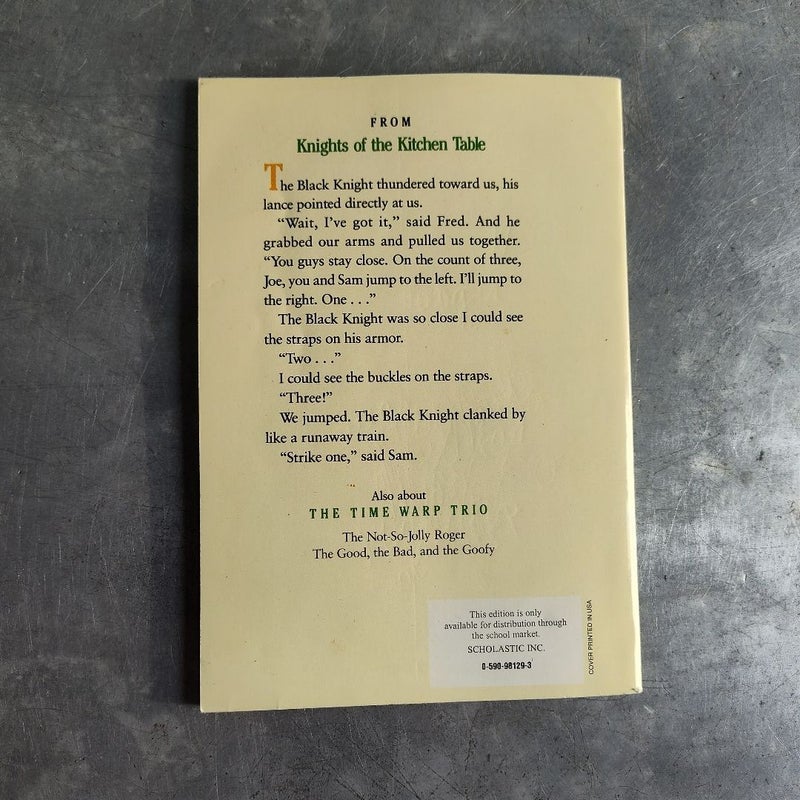 FROM
Knights of the Kitchen Table
The Black Knight thundered toward us, his
lance pointed directly at us.
“Wait, I’ve got it,” said Fred. And he
grabbed our arms and pulled us together.
“You guys stay close. On the count of three,
Joe, you and Sam jump to the left. I’ll jump to
the right. One . . .”
The Black Knight was so close I could see
the straps on his armor.
“Two . . .”
I could see the buckles on the straps.
“Three!”
We jumped. The Black Knight clanked by
like a runaway train.
“Strike one,” said Sam.
Also about
THE TIME WARP TRIO
The Not-So-Jolly Roger
The Good, the Bad, and the Goofy
This edition is only
available for distribution through
the school market.
SCHOLASTIC INC.
0-590-98129-3
COVER PRINTED IN USA